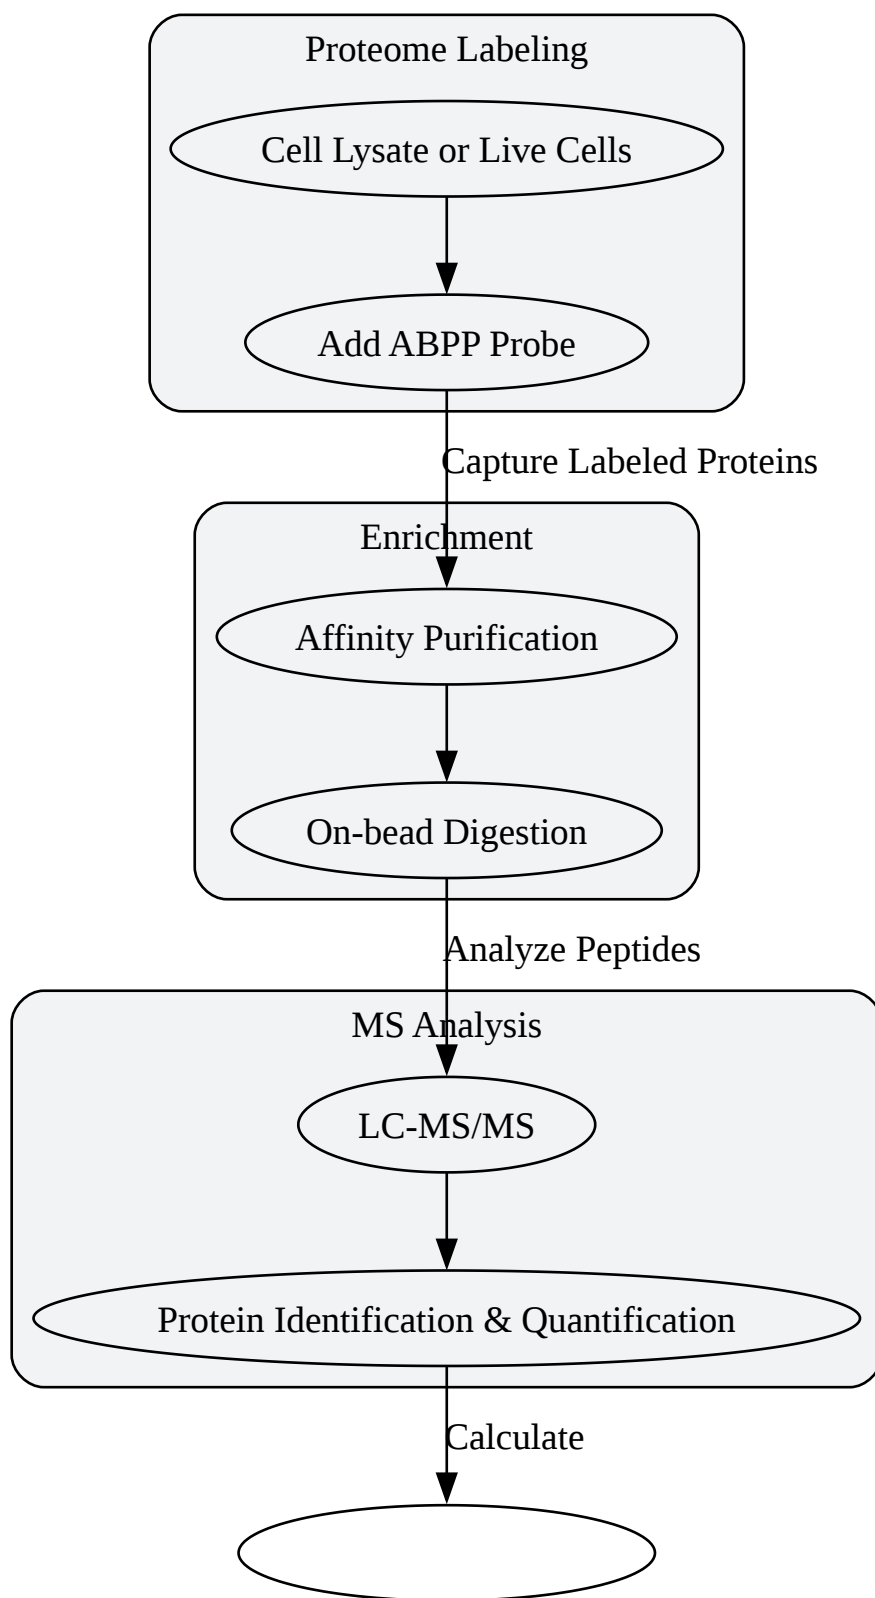 Proteome Labeling
Cell Lysate or Live Cells
Add ABPP Probe
Capture Labeled Proteins
Enrichment
Affinity Purification
On-bead Digestion
Analyze Peptides
MS Analysis
LC-MS/MS
Protein Identification & Quantification
Calculate